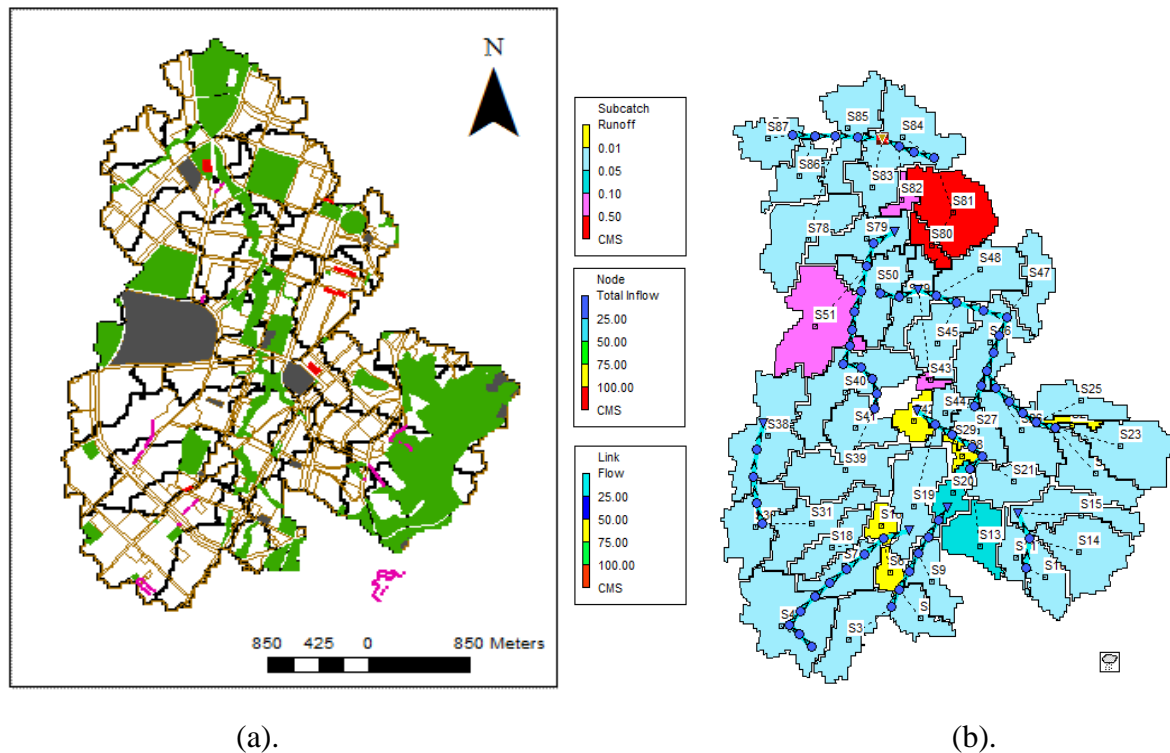 N
850 425 0 850 Meters
Subcatch
Runoff
0.01
0.05
0.10
0.50
CMS
Node
Total Inflow
25.00
50.00
75.00
100.00
CMS
Link
Flow
25.00
50.00
75.00
100.00
CMS
S87
S85
S84
S86
S83
S82
S81
S78
S79
S80
S48
S47
S50
S51
S45
S43
S40
S25
S44
S27
S38
S29
S23
S39
S21
S20
S19
S15
S31
S18
S13
S14
S7
S9
S4
S3
(a).
(b).